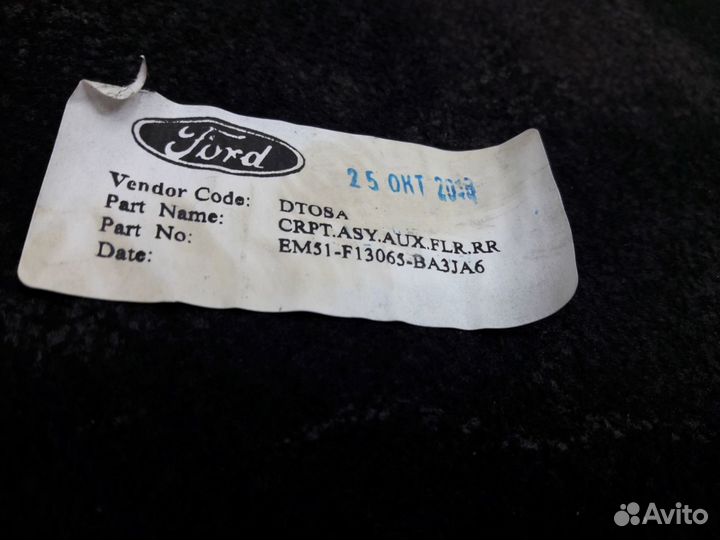 Ford
25 ОКТ
Vendor Code: DTOSA
Part Name: CRPT.ASY.AUX.FLR.RR
Part No: EM51-F13065-BA3JA6
Date:
Avito